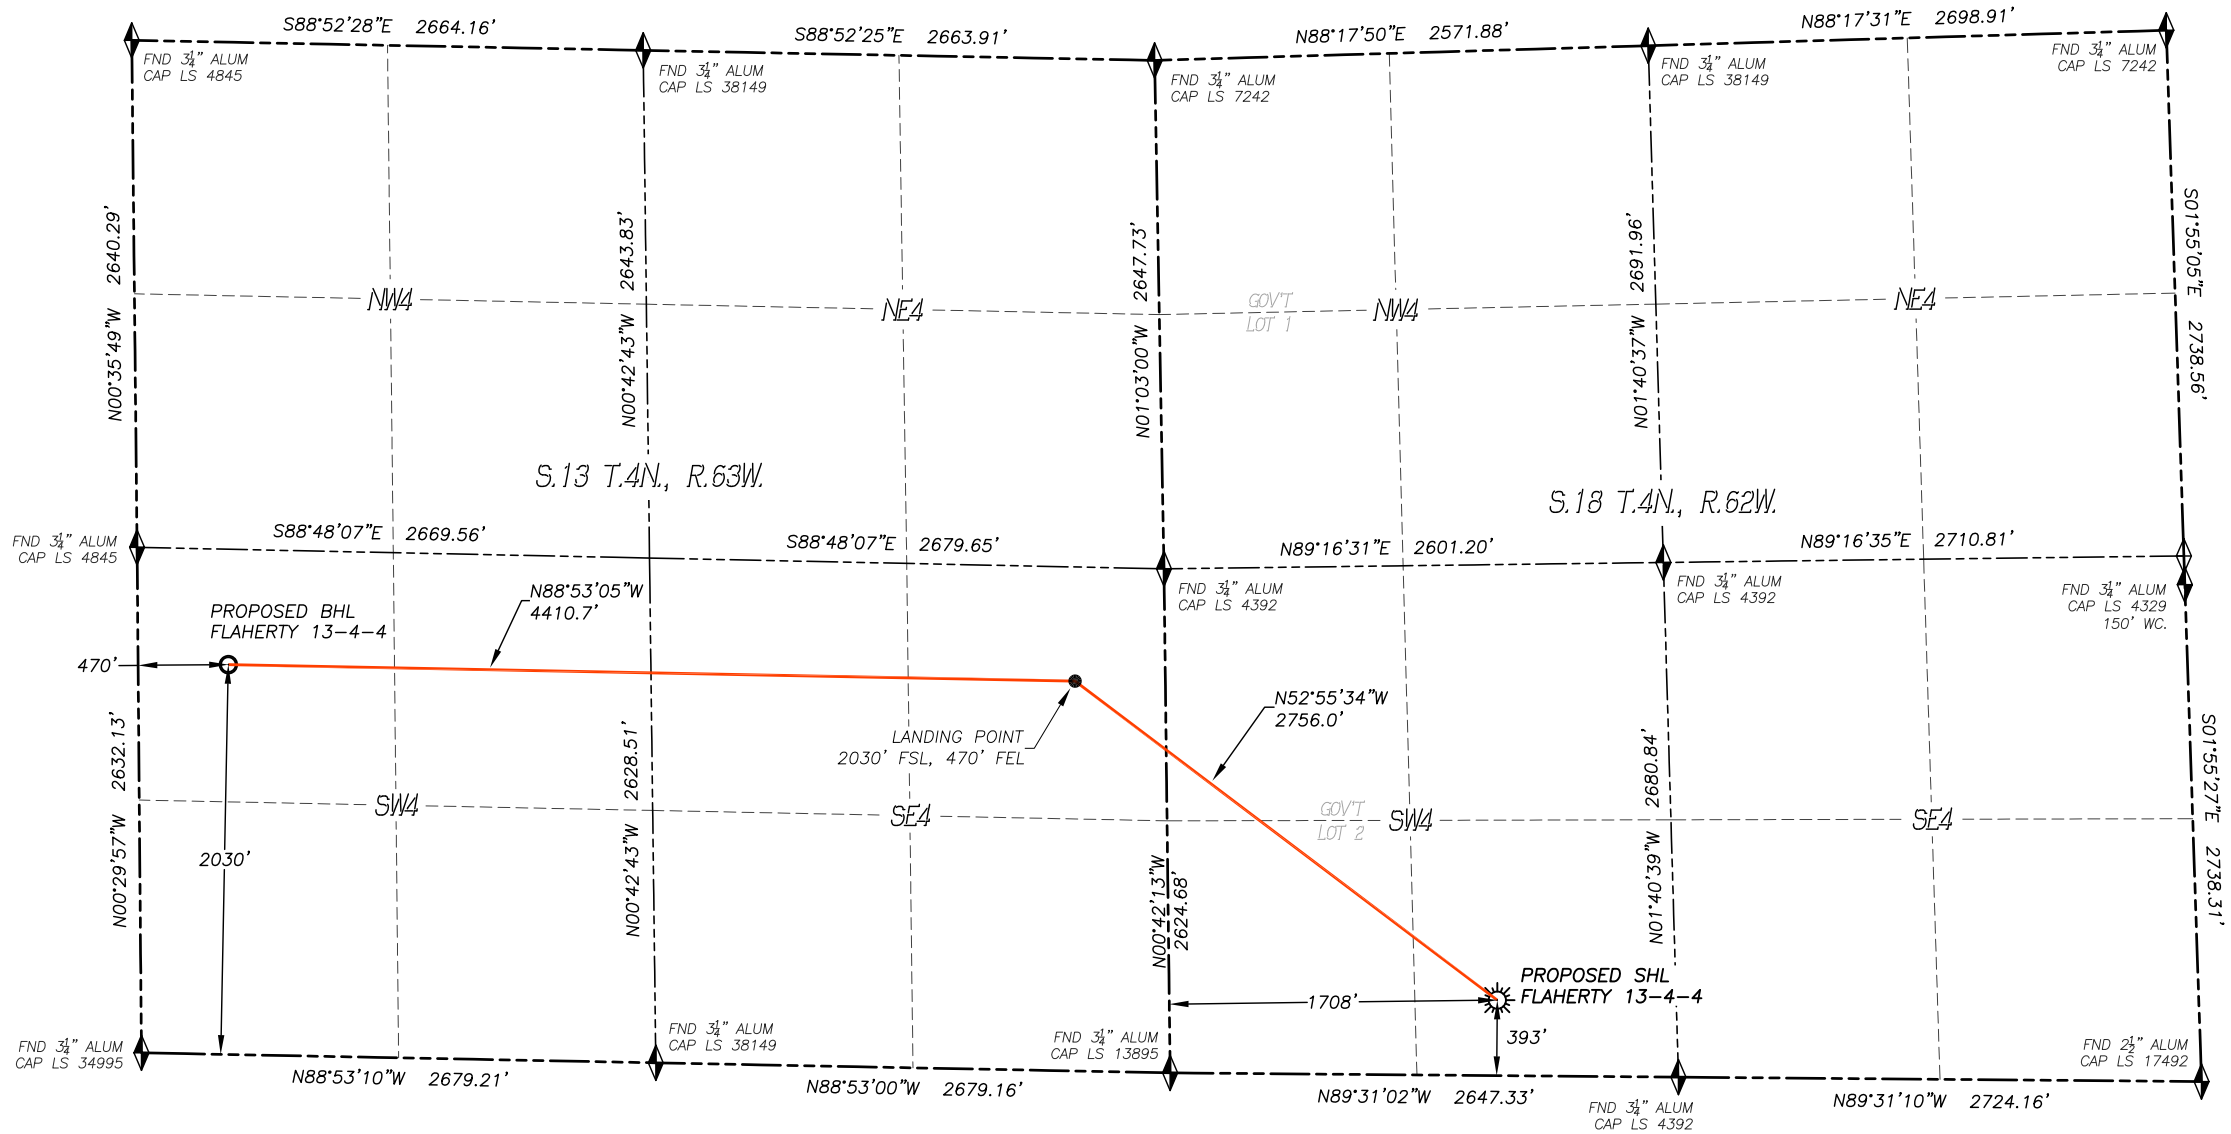 S88°52'28"E 2664.16'
S88°52'25"E 2663.91'
N88°17'50"E 2571.88'
N88°17'31"E 2698.91'
FND 3¼" ALUM
CAP LS 4845
FND 3¼" ALUM
CAP LS 38149
FND 3¼" ALUM
CAP LS 7242
FND 3¼" ALUM
CAP LS 38149
FND 3¼" ALUM
CAP LS 7242
N00°35'49"W 2640.29'
N00°42'43"W 2643.83'
N01°03'00"W 2647.73'
N01°40'37"W 2691.96'
S01°55'05"E 2738.56'
NW4
NE4
GOV'T
LOT 1
NW4
NE4
S.13 T.4N., R.63W.
S.18 T.4N., R.62W.
FND 3¼" ALUM
CAP LS 4845
S88°48'07"E 2669.56'
S88°48'07"E 2679.65'
N89°16'31"E 2601.20'
N89°16'35"E 2710.81'
FND 3¼" ALUM
CAP LS 4392
FND 3¼" ALUM
CAP LS 4392
FND 3¼" ALUM
CAP LS 4329
150' WC.
PROPOSED BHL
FLAHERTY 13-4-4
N88°53'05"W
4410.7'
470'
N52°55'34"W
2756.0'
LANDING POINT
2030' FSL, 470' FEL
N00°29'57"W 2632.13'
N00°42'43"W 2628.51'
N00°42'13"W
2624.68'
N01°40'39"W 2680.84'
S01°55'27"E 2738.31'
SW4
SE4
GOV'T
LOT 2
SW4
SE4
2030'
1708'
PROPOSED SHL
FLAHERTY 13-4-4
393'
FND 3¼" ALUM
CAP LS 34995
FND 3¼" ALUM
CAP LS 38149
FND 3¼" ALUM
CAP LS 13895
FND 2½" ALUM
CAP LS 17492
N88°53'10"W 2679.21'
N88°53'00"W 2679.16'
N89°31'02"W 2647.33'
FND 3¼" ALUM
CAP LS 4392
N89°31'10"W 2724.16'